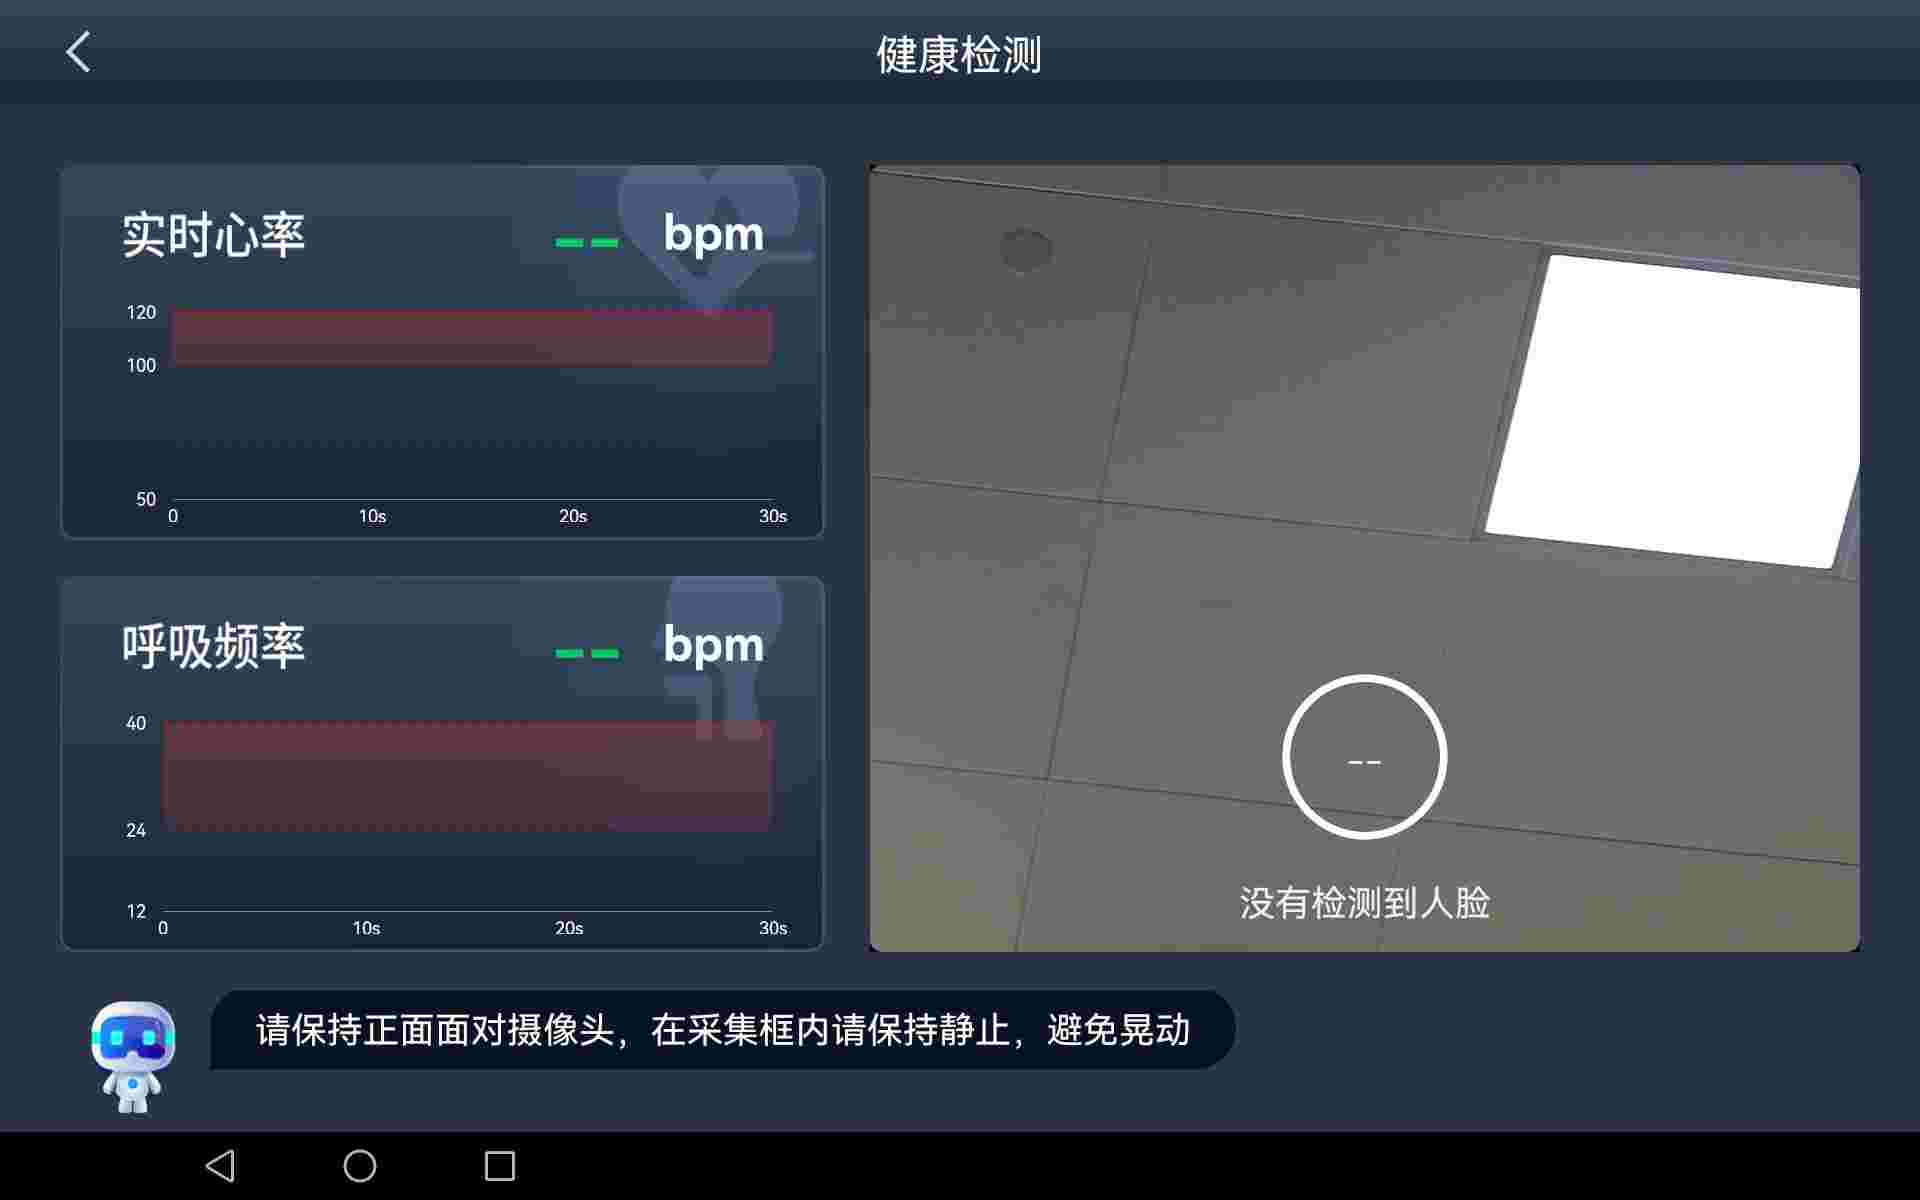 健康检测
实时心率 -- bpm
120
100
50
0 10s 20s 30s
呼吸频率 -- bpm
40
24
12
0 10s 20s 30s
--
没有检测到人脸
请保持正面面对摄像头，在采集框内请保持静止，避免晃动